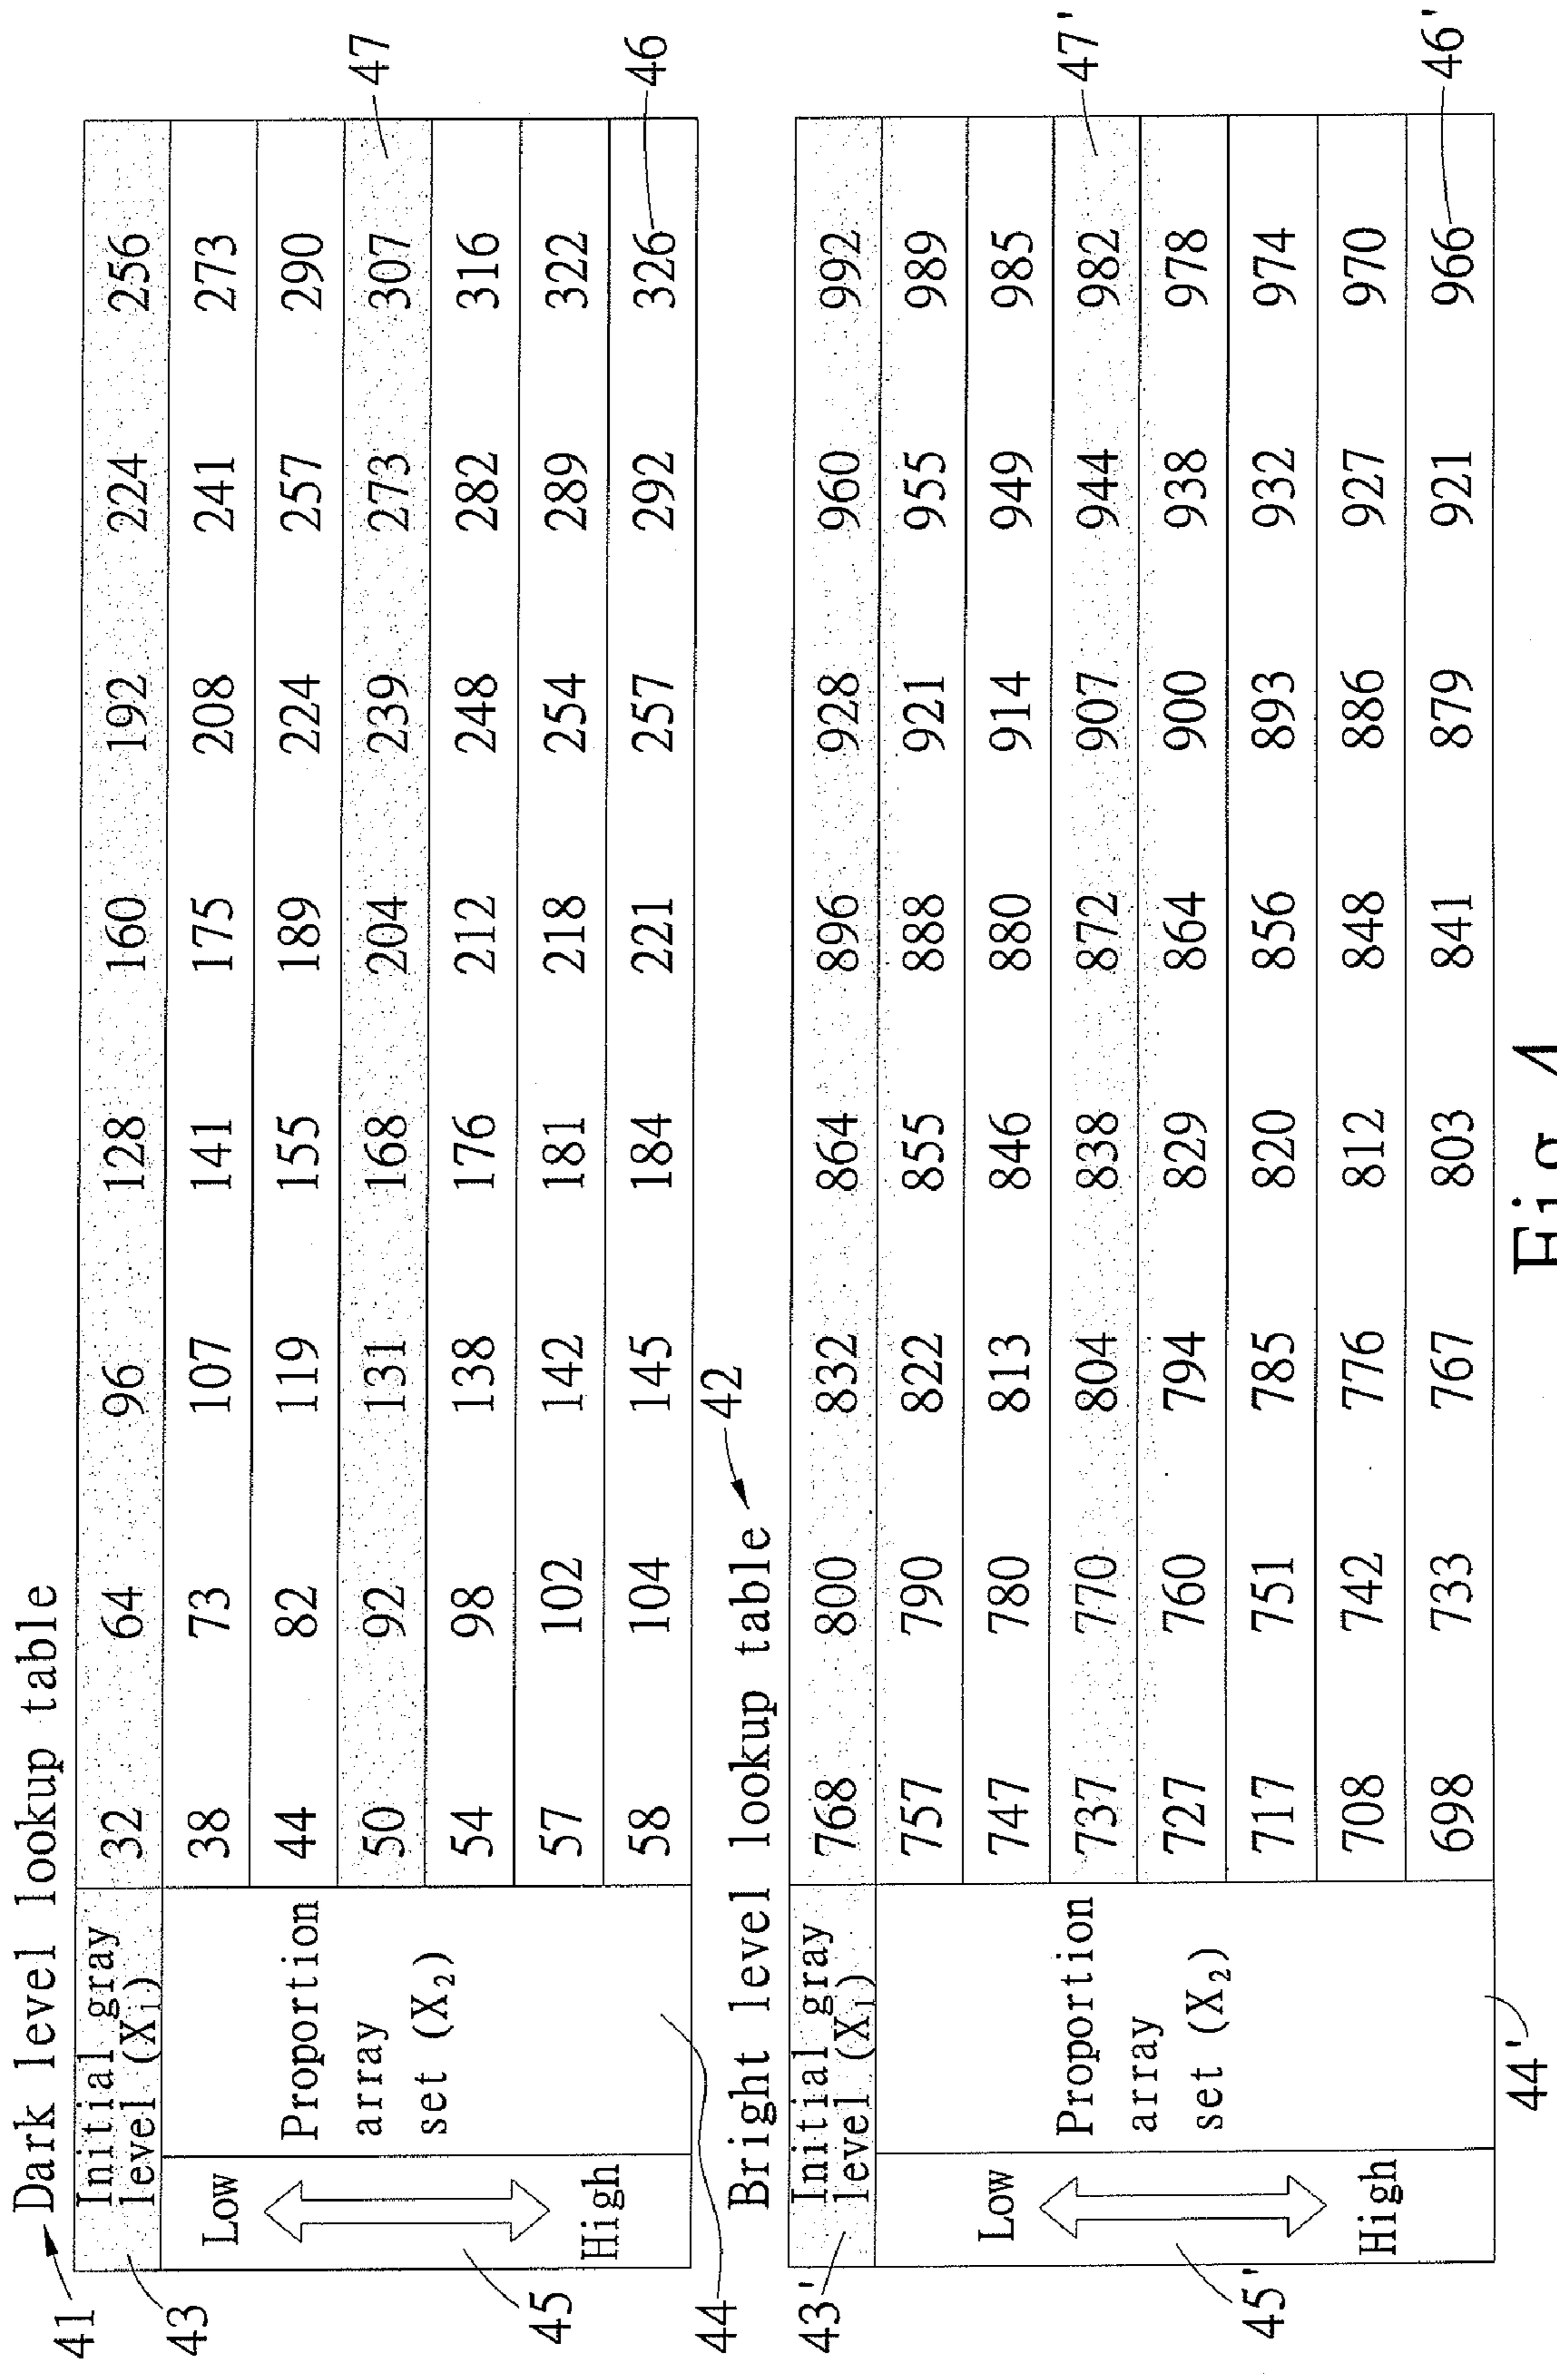 41
Dark level lookup table
43
Initial gray level (X₁) 32 64 96 128 160 192 224 256
Low
High
45
Proportion array set (X₂)
44
38 73 107 141 175 208 241 273
44 82 119 155 189 224 257 290
50 92 131 168 204 239 273 307
47
54 98 138 176 212 248 282 316
57 102 142 181 218 254 289 322
58 104 145 184 221 257 292 326
46
Bright level lookup table
42
43'
Initial gray level (X₁) 768 800 832 864 896 928 960 992
Low
High
45'
Proportion array set (X₂)
44'
757 790 822 855 888 921 955 989
747 780 813 846 880 914 949 985
737 770 804 838 872 907 944 982
47'
727 760 794 829 864 900 938 978
717 751 785 820 856 893 932 974
708 742 776 812 848 886 927 970
698 733 767 803 841 879 921 966
46'
Fig. 4